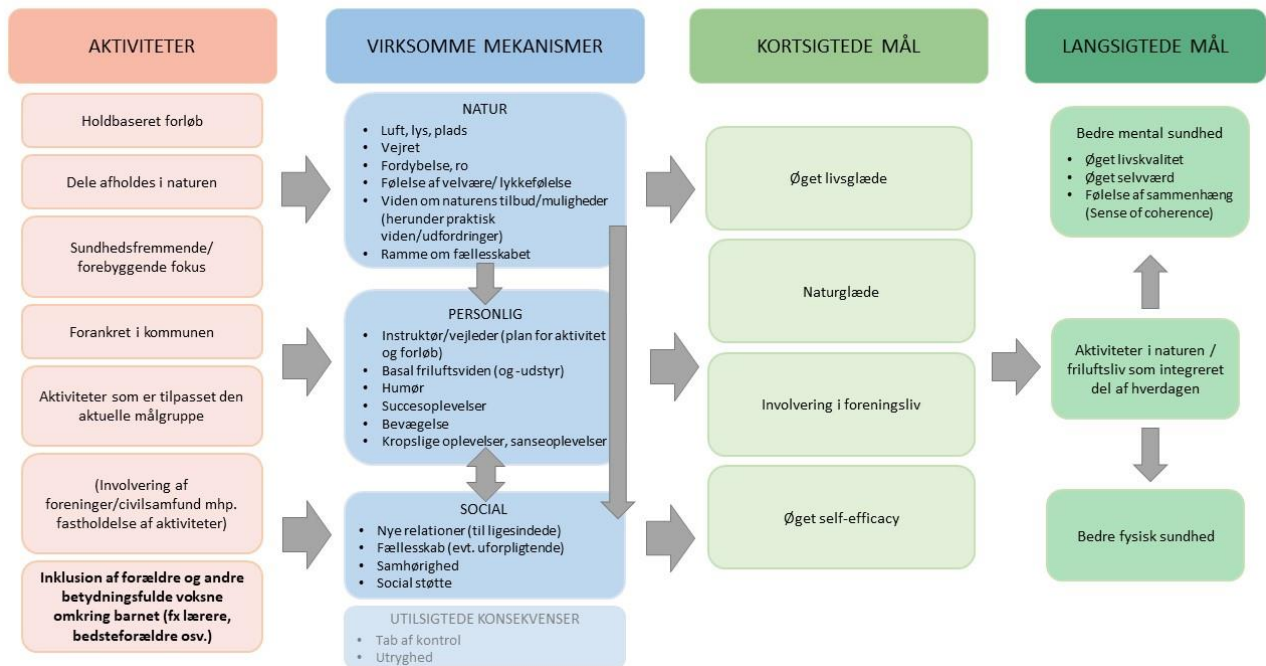 AKTIVITETER
Holdbaseret forløb
Dele afholdes i naturen
Sundhedsfremmende/
forebyggende fokus
Forankret i kommunen
Aktiviteter som er tilpasset den
aktuelle målgruppe
(Involvering af
foreninger/civilsamfund mhp.
fastholdelse af aktiviteter)
Inklusion af forældre og andre
betydningsfulde voksne
omkring barnet (fx lærere,
bedsteforældre osv.)
VIRKSOMME MEKANISMER
NATUR
• Luft, lys, plads
• Vejret
• Fordybelse, ro
• Følelse af velvære/ lykkefølelse
• Viden om naturens tilbud/muligheder
(herunder praktisk
viden/udfordringer)
• Ramme om fællesskabet
PERSONLIG
• Instruktør/vejleder (plan for aktivitet
og forløb)
• Basal friluftsviden (og -udstyr)
• Humør
• Succesoplevelser
• Bevægelse
• Kropslige oplevelser, sanseoplevelser
SOCIAL
• Nye relationer (til ligesindede)
• Fællesskab (evt. uforpligtende)
• Samhørighed
• Social støtte
UTILSIGTEDE KONSEKVENSER
• Tab af kontrol
• Utryghed
KORTSIGTEDE MÅL
Øget livsglæde
Naturglæde
Involvering i foreningsliv
Øget self-efficacy
LANGSIGTEDE MÅL
Bedre mental sundhed
• Øget livskvalitet
• Øget selvværd
• Følelse af sammenhæng
(Sense of coherence)
Aktiviteter i naturen /
friluftsliv som integreret
del af hverdagen
Bedre fysisk sundhed